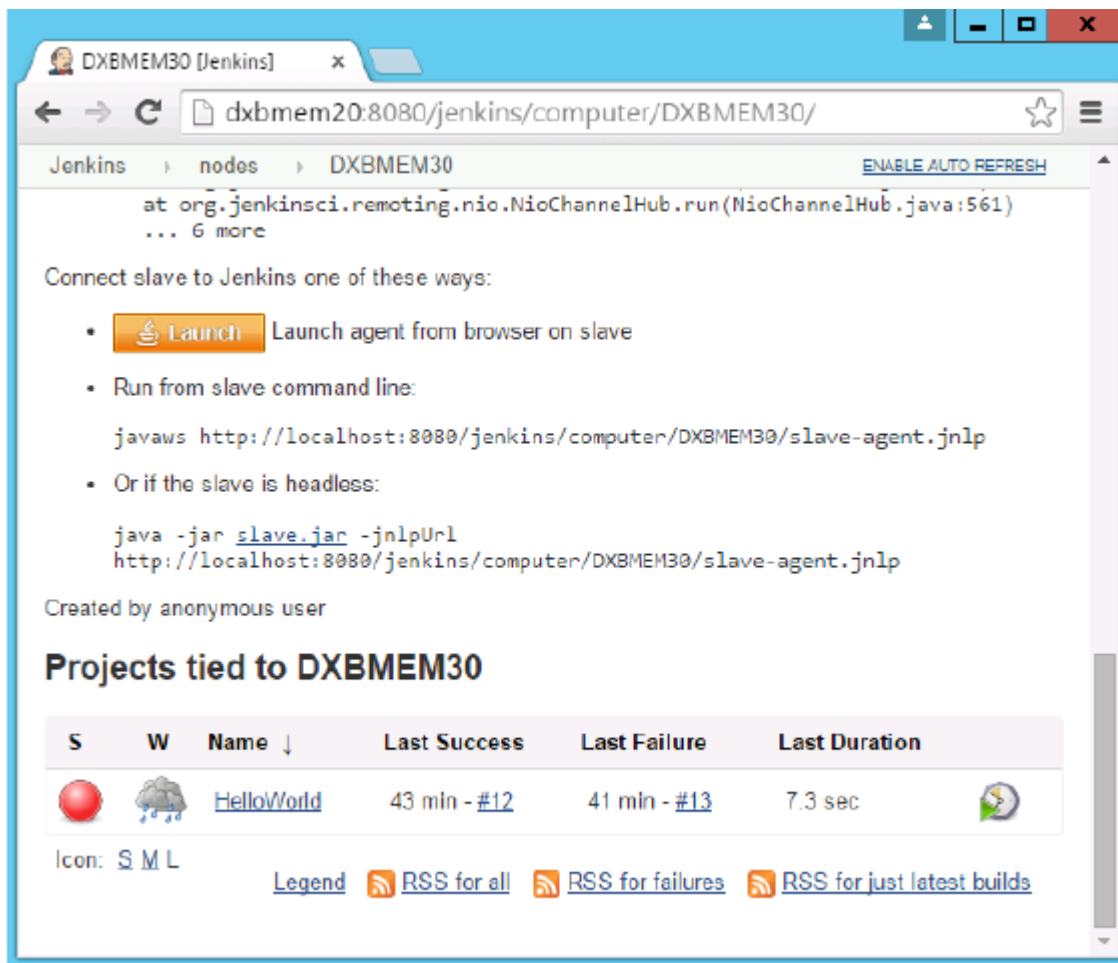 DXBMEM30 [Jenkins]
dxbmem20:8080/jenkins/computer/DXBMEM30/
Jenkins nodes DXBMEM30 ENABLE AUTO REFRESH
at org.jenkinsci.remoting.nio.NioChannelHub.run(NioChannelHub.java:561)
... 6 more
Connect slave to Jenkins one of these ways:
• Launch Launch agent from browser on slave
• Run from slave command line:
javaws http://localhost:8080/jenkins/computer/DXBMEM30/slave-agent.jnlp
• Or if the slave is headless:
java -jar slave.jar -jnlpUrl
http://localhost:8080/jenkins/computer/DXBMEM30/slave-agent.jnlp
Created by anonymous user
Projects tied to DXBMEM30
S W Name ↓ Last Success Last Failure Last Duration
HelloWorld 43 min - #12 41 min - #13 7.3 sec
Icon: S M L
Legend RSS for all RSS for failures RSS for just latest builds